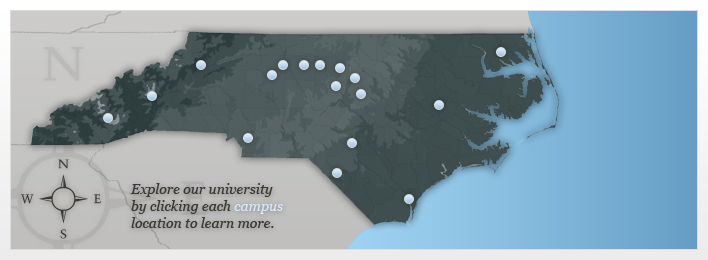 N
N
W E
S
Explore our university
by clicking each campus
location to learn more.